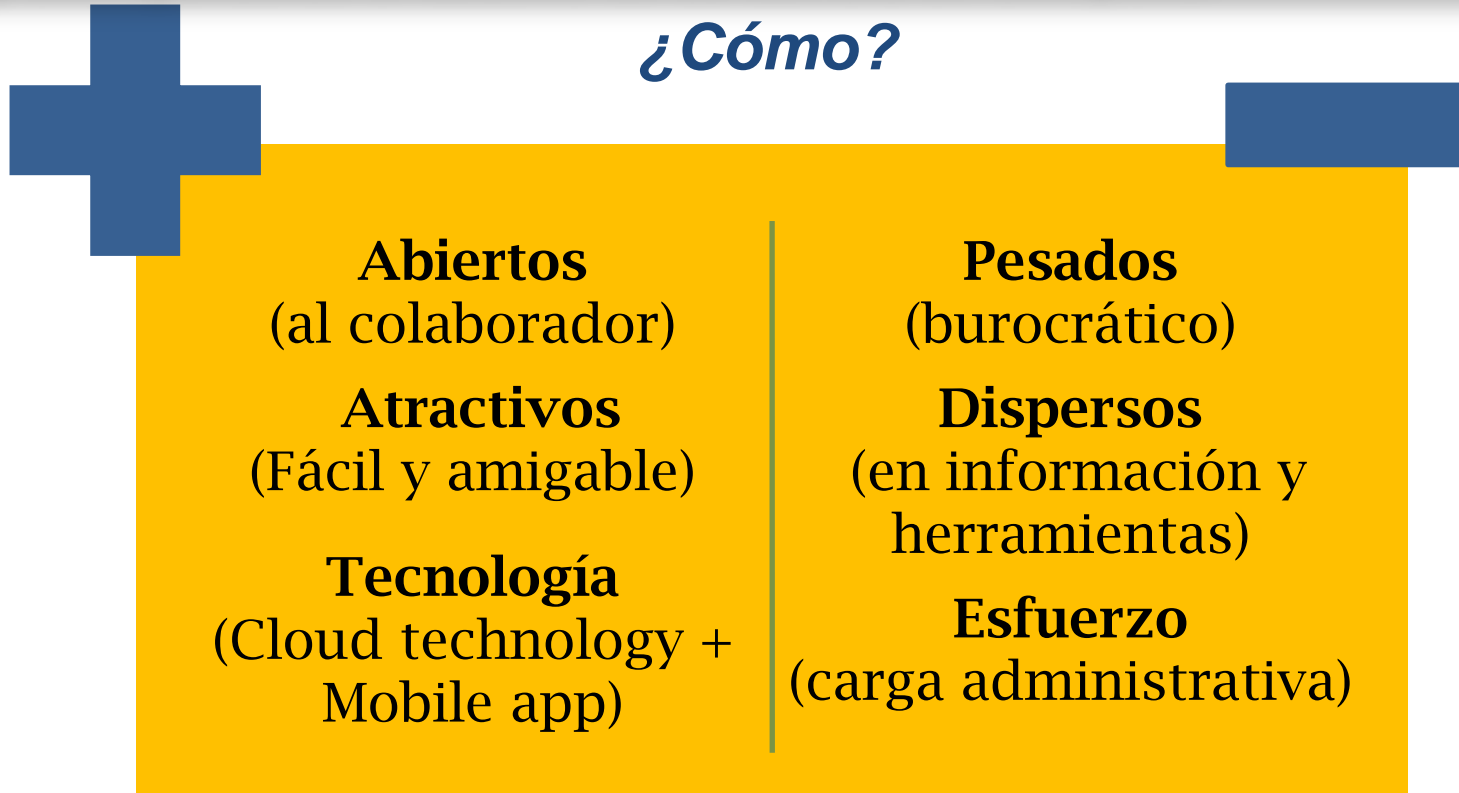 ¿Cómo?
Abiertos
(al colaborador)
Atractivos
(Fácil y amigable)
Tecnología
(Cloud technology +
Mobile app)
Pesados
(burocrático)
Dispersos
(en información y
herramientas)
Esfuerzo
(carga administrativa)